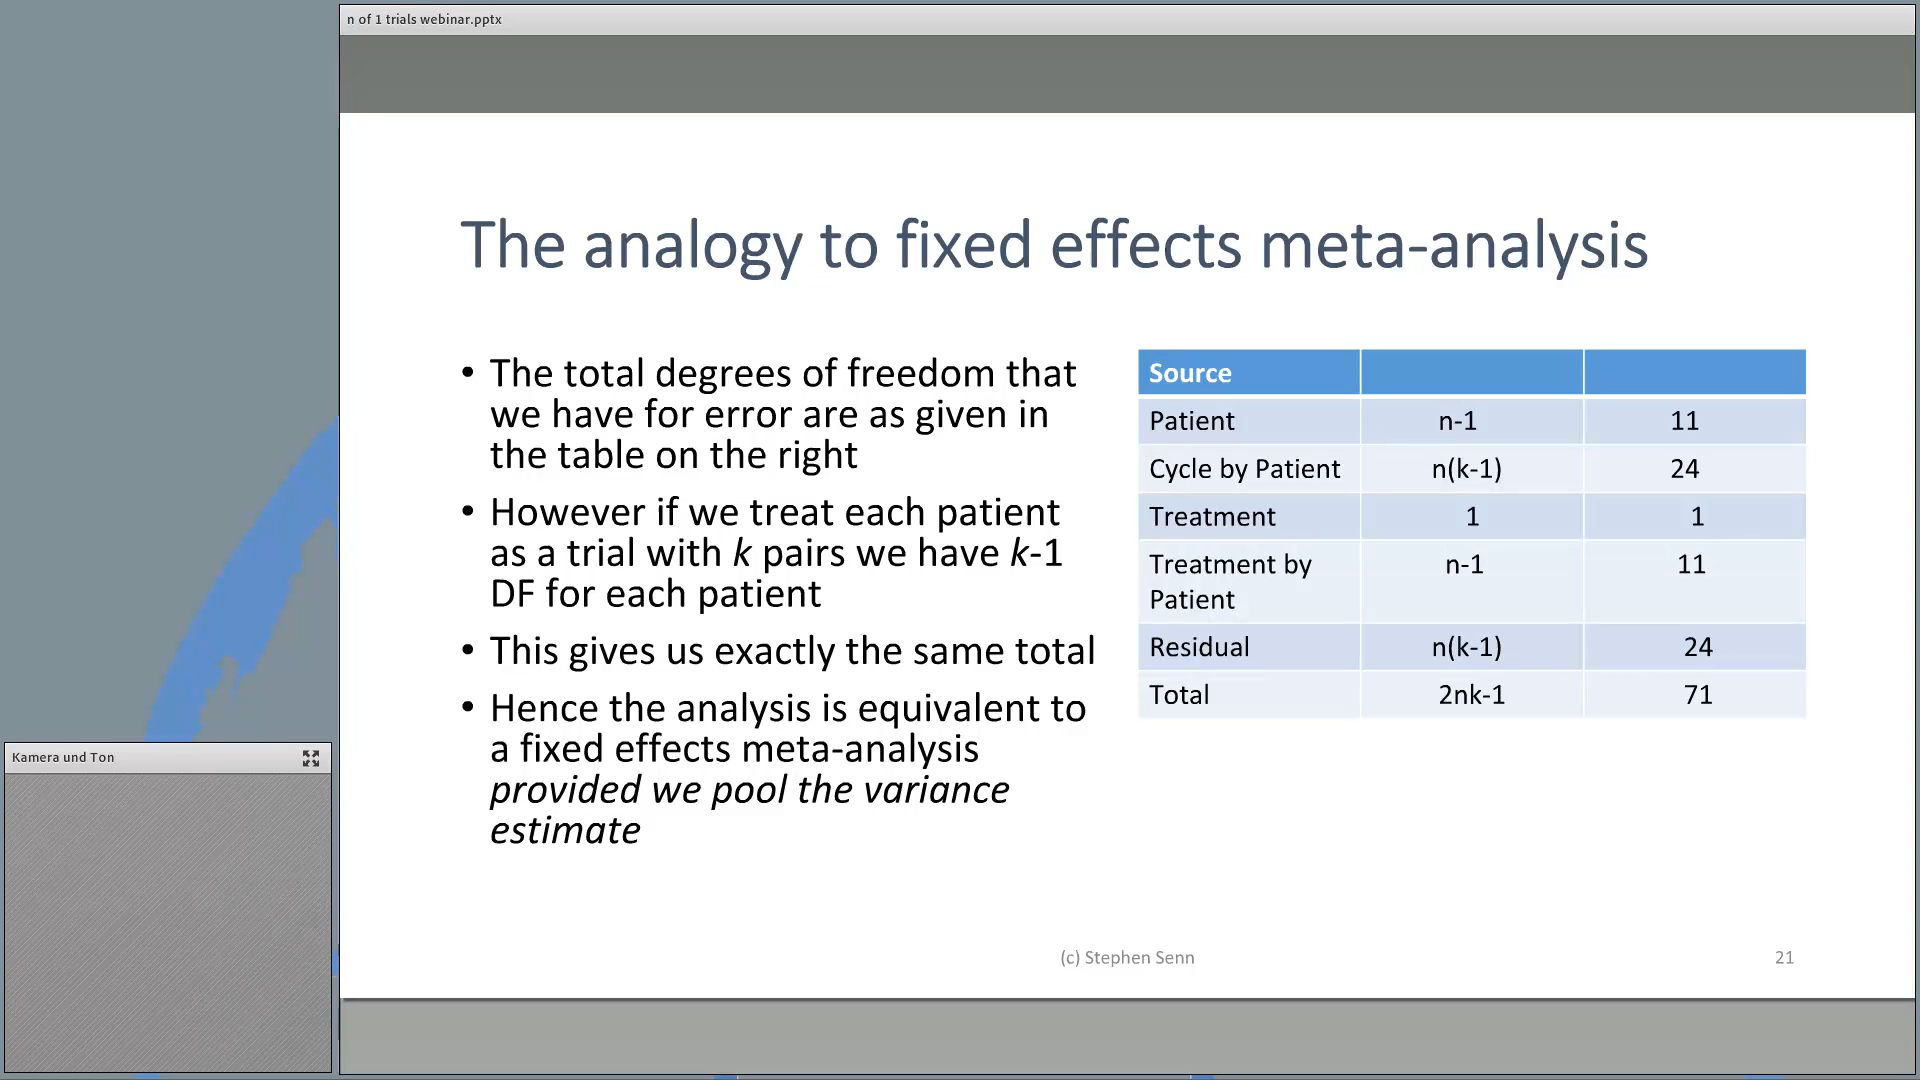 n of 1 trials webinar.pptx
The analogy to fixed effects meta-analysis
• The total degrees of freedom that
we have for error are as given in
the table on the right
• However if we treat each patient
as a trial with k pairs we have k-1
DF for each patient
• This gives us exactly the same total
• Hence the analysis is equivalent to
a fixed effects meta-analysis
provided we pool the variance
estimate
Source
Patient n-1 11
Cycle by Patient n(k-1) 24
Treatment 1 1
Treatment by n-1 11
Patient
Residual n(k-1) 24
Total 2nk-1 71
Kamera und Ton
(c) Stephen Senn
21